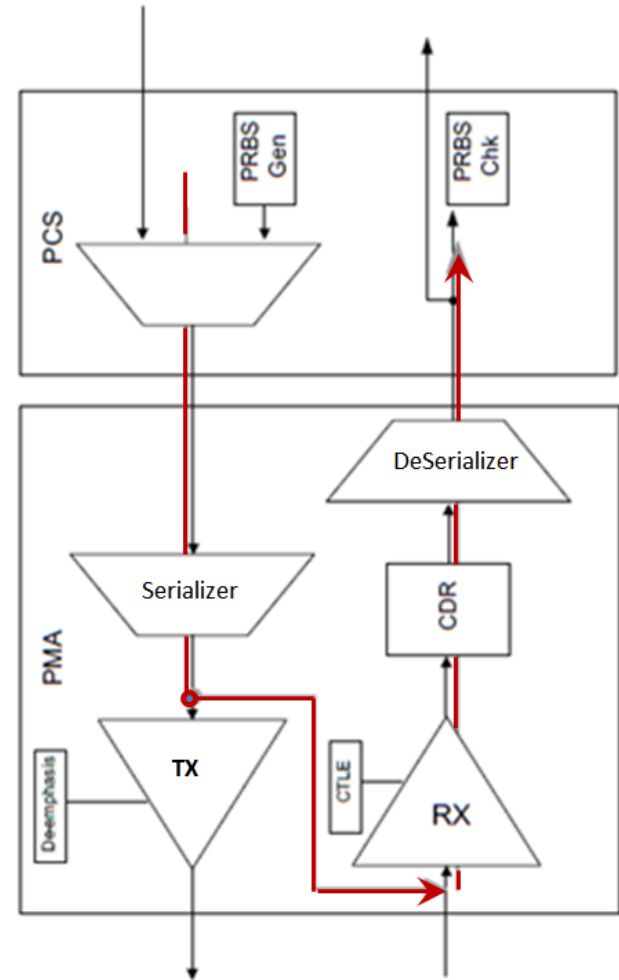 PCS
PRBS
Gen
PRBS
Chk
DeSerializer
Serializer
CDR
PMA
TX
Deemphasis
CTLE
RX